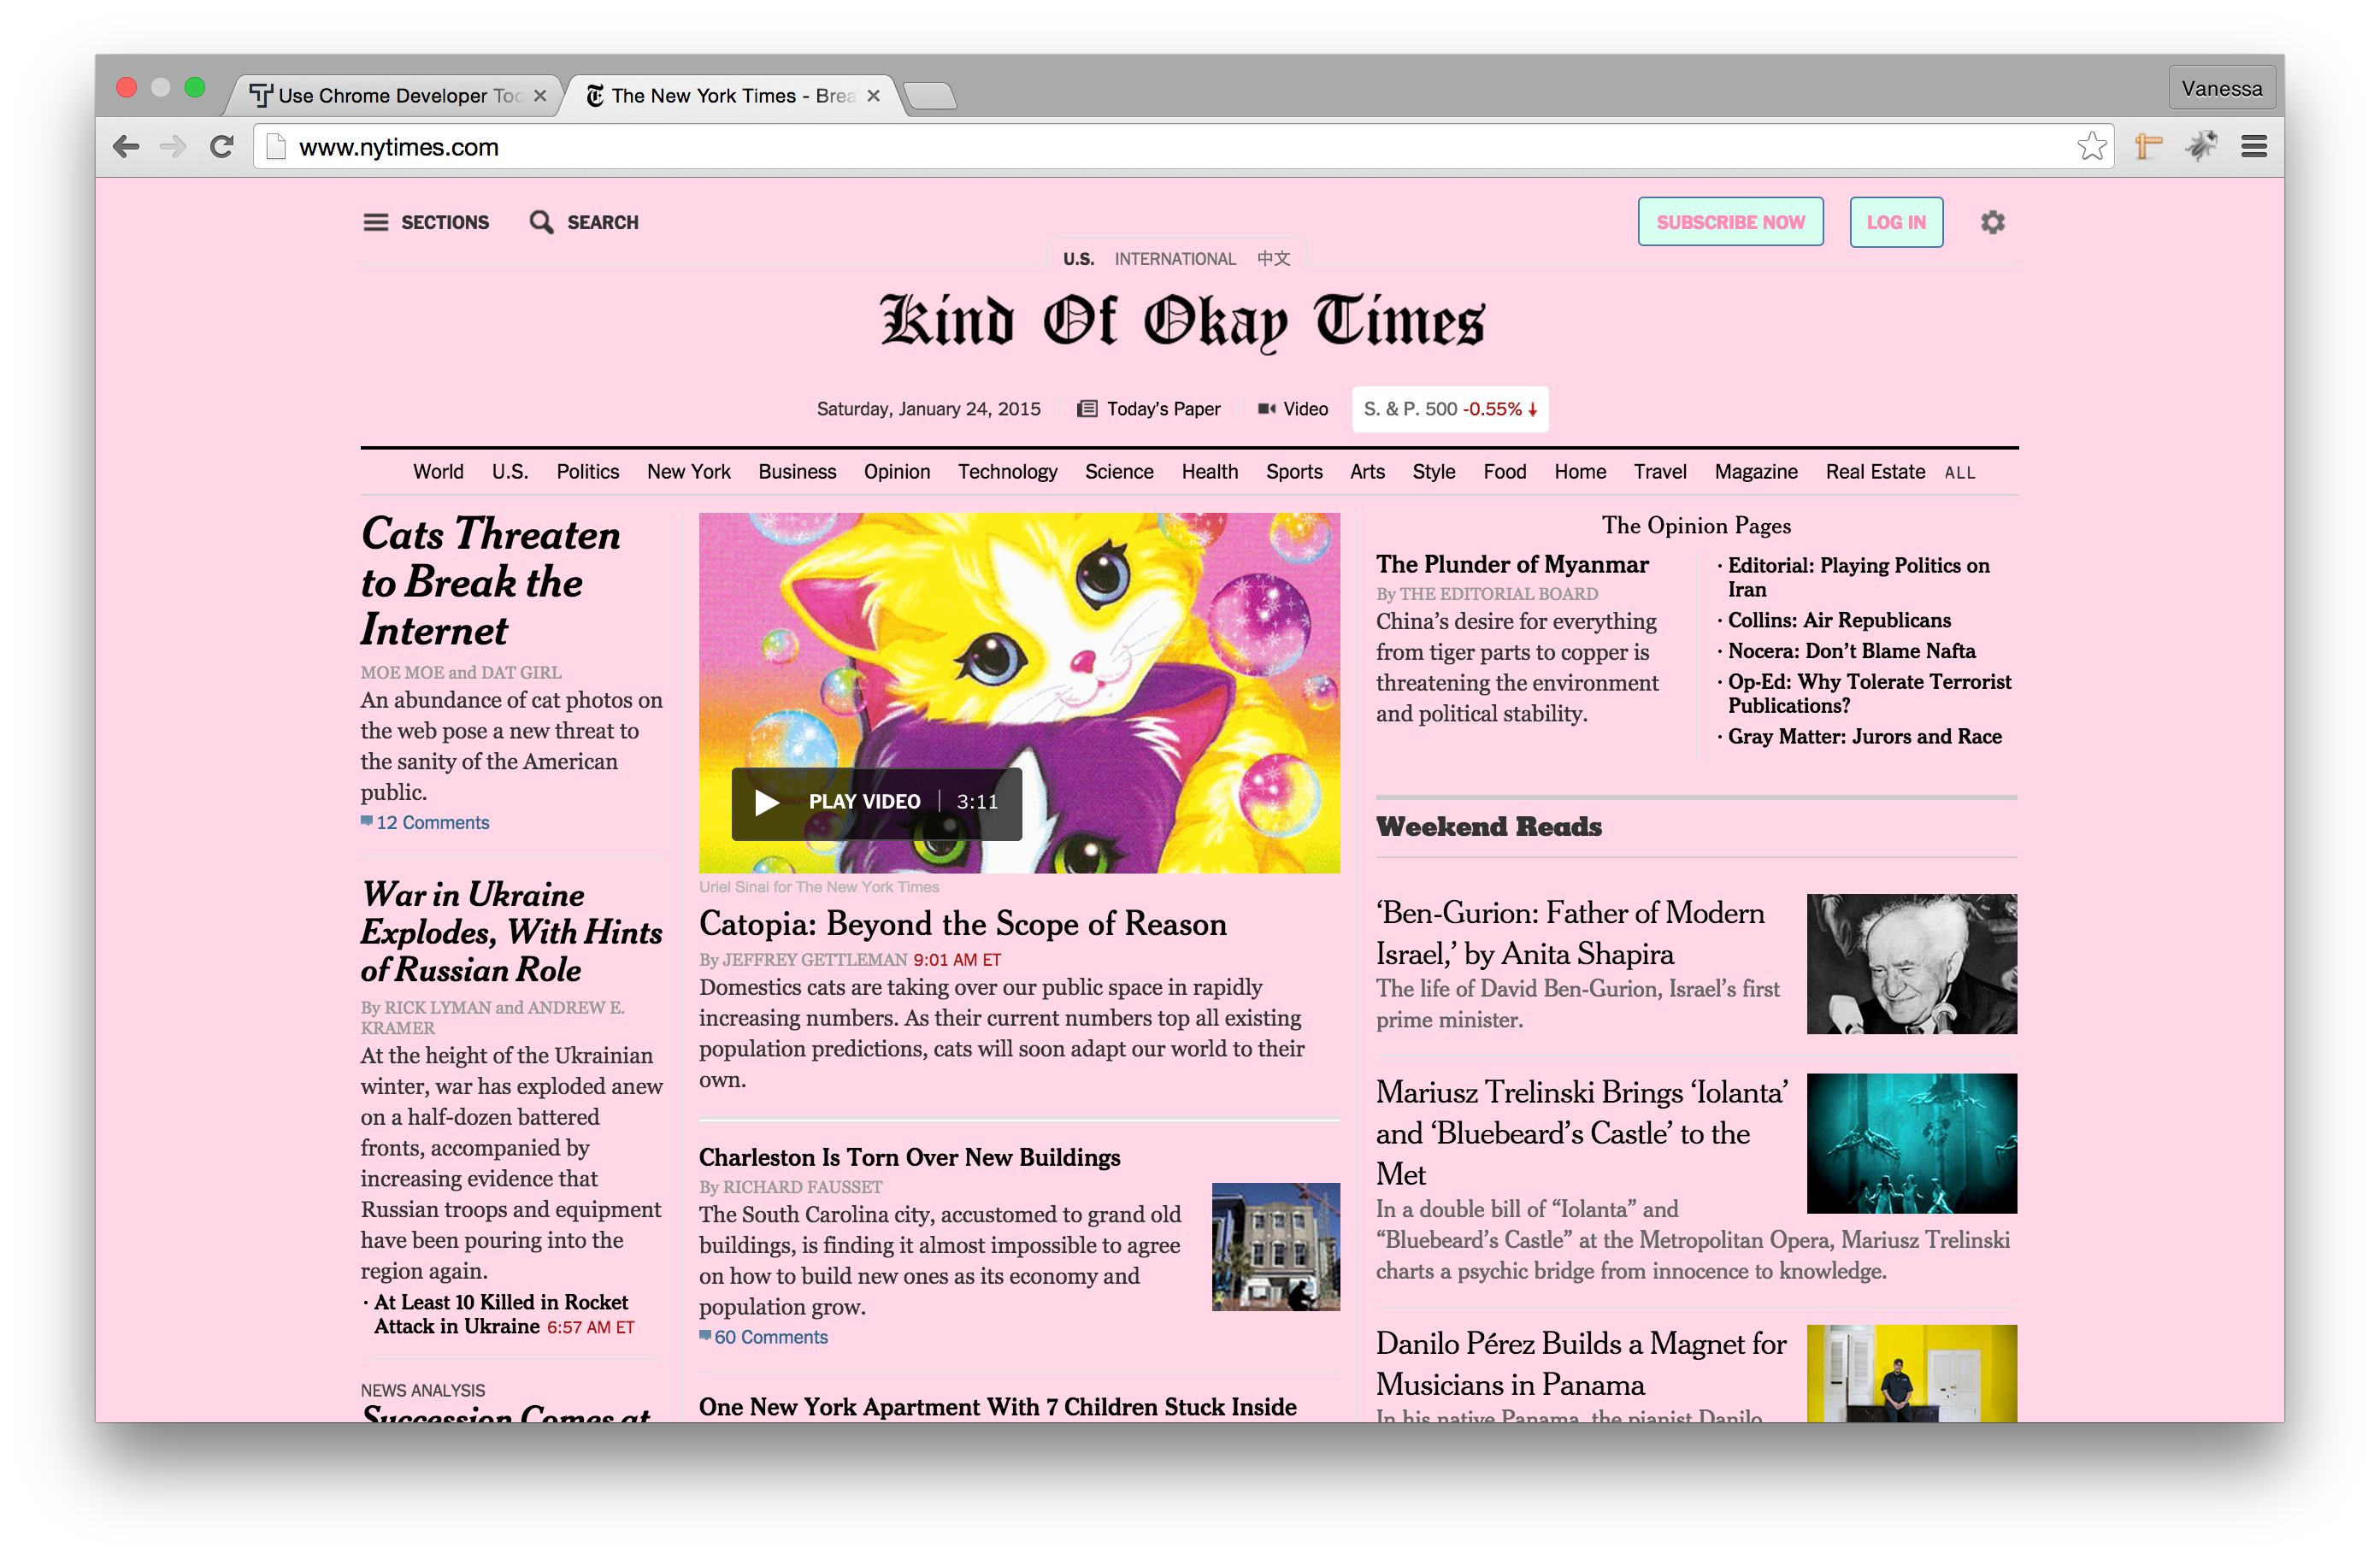 Use Chrome Developer Too
The New York Times - Brea
Vanessa
www.nytimes.com
SECTIONS
SEARCH
SUBSCRIBE NOW
LOG IN
U.S. INTERNATIONAL 中文
Kind Of Okay Times
Saturday, January 24, 2015
Today's Paper
Video
S. & P. 500 -0.55%
World U.S. Politics New York Business Opinion Technology Science Health Sports Arts Style Food Home Travel Magazine Real Estate ALL
Cats Threaten
to Break the
Internet
MOE MOE and DAT GIRL
An abundance of cat photos on
the web pose a new threat to
the sanity of the American
public.
12 Comments
War in Ukraine
Explodes, With Hints
of Russian Role
By RICK LYMAN and ANDREW E.
KRAMER
At the height of the Ukrainian
winter, war has exploded anew
on a half-dozen battered
fronts, accompanied by
increasing evidence that
Russian troops and equipment
have been pouring into the
region again.
· At Least 10 Killed in Rocket
Attack in Ukraine 6:57 AM ET
NEWS ANALYSIS
Succession Comes at
PLAY VIDEO | 3:11
Uriel Sinai for The New York Times
Catopia: Beyond the Scope of Reason
By JEFFREY GETTLEMAN 9:01 AM ET
Domestics cats are taking over our public space in rapidly
increasing numbers. As their current numbers top all existing
population predictions, cats will soon adapt our world to their
own.
Charleston Is Torn Over New Buildings
By RICHARD FAUSSET
The South Carolina city, accustomed to grand old
buildings, is finding it almost impossible to agree
on how to build new ones as its economy and
population grow.
60 Comments
One New York Apartment With 7 Children Stuck Inside
The Opinion Pages
The Plunder of Myanmar
By THE EDITORIAL BOARD
China's desire for everything
from tiger parts to copper is
threatening the environment
and political stability.
· Editorial: Playing Politics on
Iran
· Collins: Air Republicans
· Nocera: Don't Blame Nafta
· Op-Ed: Why Tolerate Terrorist
Publications?
· Gray Matter: Jurors and Race
Weekend Reads
'Ben-Gurion: Father of Modern
Israel,' by Anita Shapira
The life of David Ben-Gurion, Israel's first
prime minister.
Mariusz Trelinski Brings 'Iolanta'
and 'Bluebeard's Castle' to the
Met
In a double bill of “Iolanta” and
“Bluebeard's Castle” at the Metropolitan Opera, Mariusz Trelinski
charts a psychic bridge from innocence to knowledge.
Danilo Pérez Builds a Magnet for
Musicians in Panama
In his native Panama, the pianist Danilo